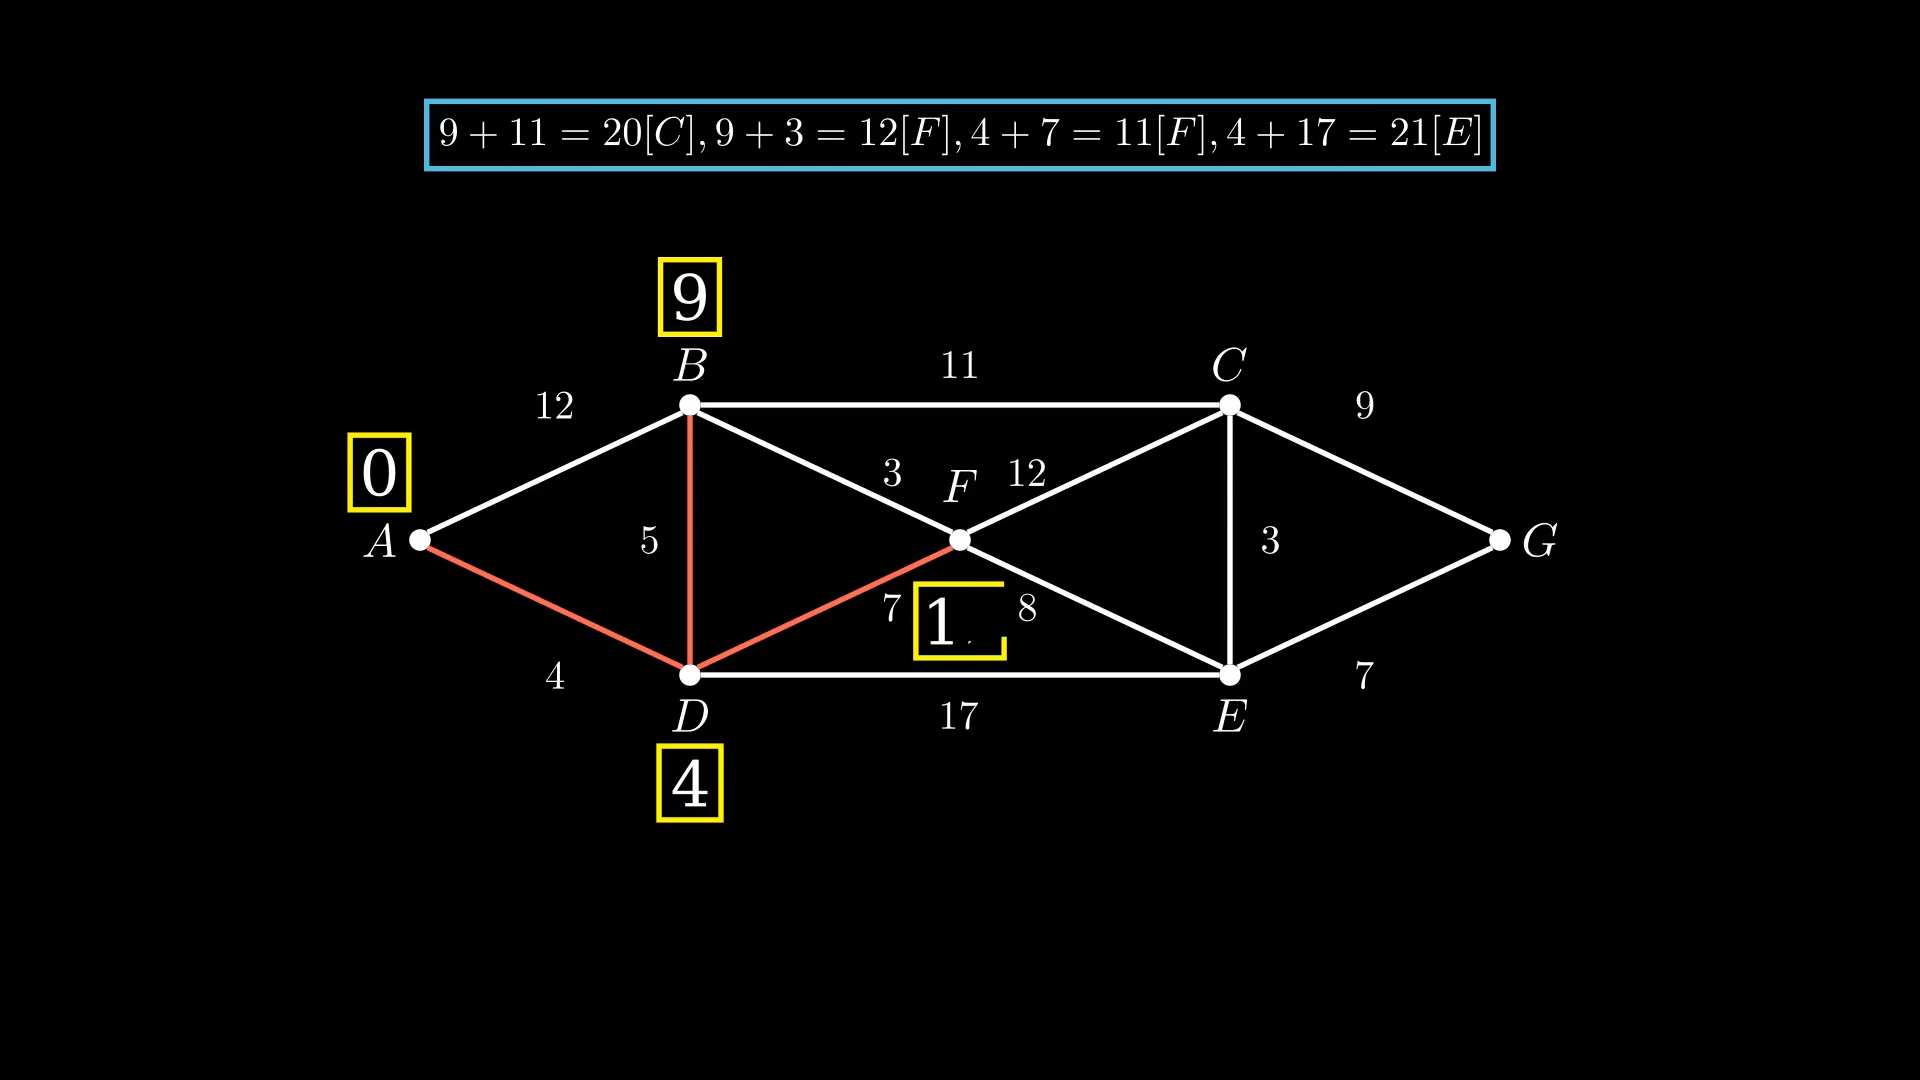 9 + 11 = 20[C], 9 + 3 = 12[F], 4 + 7 = 11[F], 4 + 17 = 21[E]
9
B
11
C
12
9
0
3
F
12
A
5
3
G
7
1
8
4
7
D
17
E
4